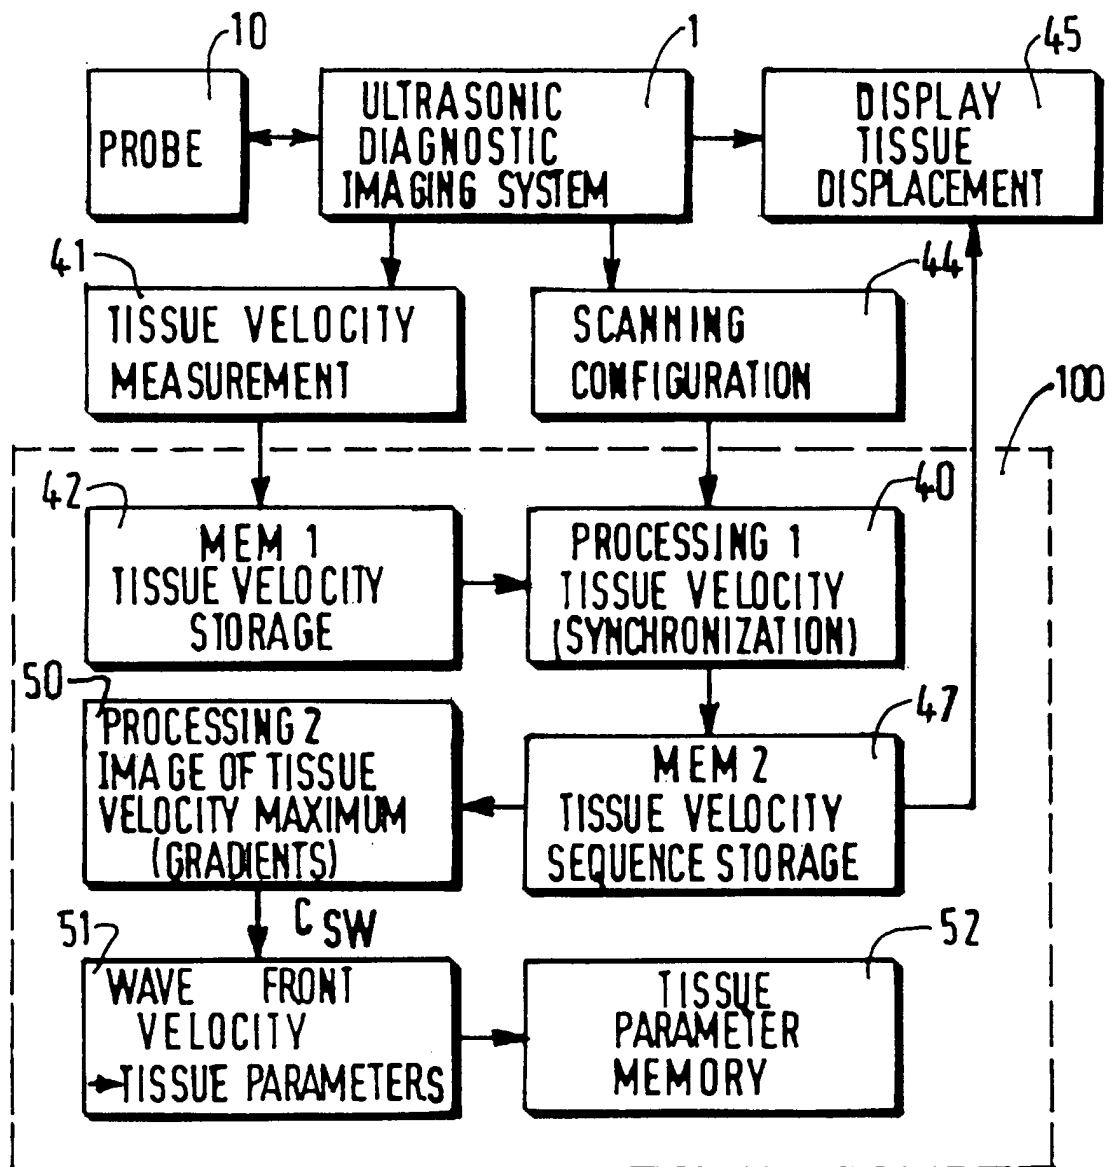 10
1
45
PROBE
ULTRASONIC
DIAGNOSTIC
IMAGING SYSTEM
DISPLAY
TISSUE
DISPLACEMENT
41
44
TISSUE VELOCITY
MEASUREMENT
SCANNING
CONFIGURATION
100
42
40
MEM 1
TISSUE VELOCITY
STORAGE
PROCESSING 1
TISSUE VELOCITY
(SYNCHRONIZATION)
50
47
PROCESSING 2
IMAGE OF TISSUE
VELOCITY MAXIMUM
(GRADIENTS)
MEM 2
TISSUE VELOCITY
SEQUENCE STORAGE
CSW
51
52
WAVE FRONT
VELOCITY
→TISSUE PARAMETERS
TISSUE
PARAMETER
MEMORY